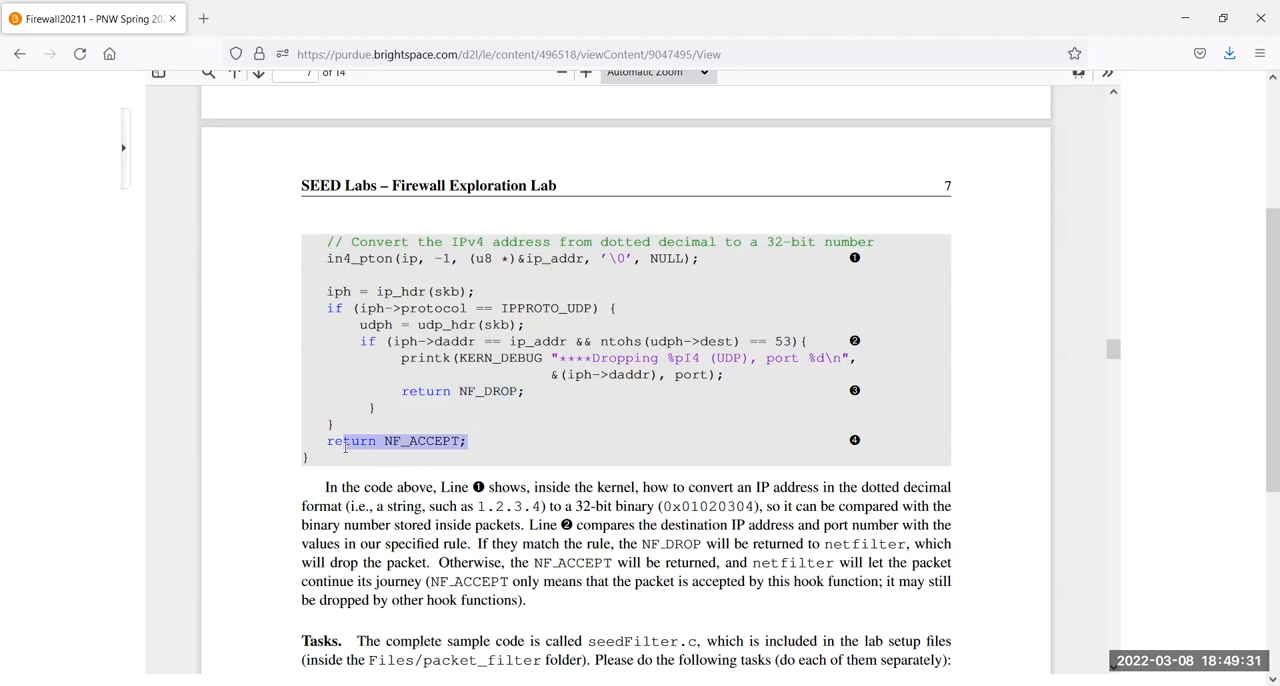 Firewall20211 - PNW Spring 202
https://purdue.brightspace.com/d2l/le/content/496518/viewContent/9047495/View
7 of 14
Automatic Zoom
SEED Labs – Firewall Exploration Lab 7
// Convert the IPv4 address from dotted decimal to a 32-bit number
in4_pton(ip, -1, (u8 *)&ip_addr, '\0', NULL); ❶
iph = ip_hdr(skb);
if (iph->protocol == IPPROTO_UDP) {
udph = udp_hdr(skb);
if (iph->daddr == ip_addr && ntohs(udph->dest) == 53){ ❷
printk(KERN_DEBUG "****Dropping %pI4 (UDP), port %d\n",
&(iph->daddr), port);
return NF_DROP; ❸
}
}
return NF_ACCEPT; ❹
}
In the code above, Line ❶ shows, inside the kernel, how to convert an IP address in the dotted decimal
format (i.e., a string, such as 1.2.3.4) to a 32-bit binary (0x01020304), so it can be compared with the
binary number stored inside packets. Line ❷ compares the destination IP address and port number with the
values in our specified rule. If they match the rule, the NF_DROP will be returned to netfilter, which
will drop the packet. Otherwise, the NF_ACCEPT will be returned, and netfilter will let the packet
continue its journey (NF_ACCEPT only means that the packet is accepted by this hook function; it may still
be dropped by other hook functions).
Tasks. The complete sample code is called seedFilter.c, which is included in the lab setup files
(inside the Files/packet_filter folder). Please do the following tasks (do each of them separately):
2022-03-08 18:49:31